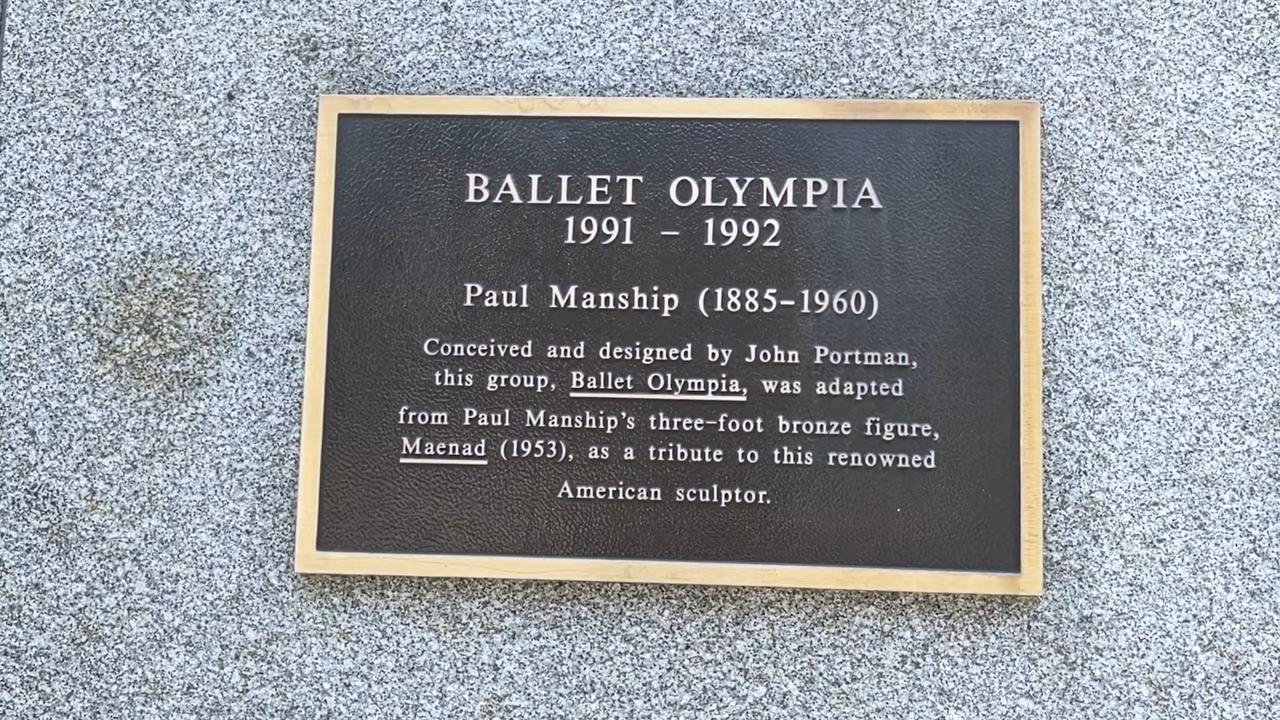 BALLET OLYMPIA
1991 – 1992
Paul Manship (1885–1960)
Conceived and designed by John Portman,
this group, Ballet Olympia, was adapted
from Paul Manship's three-foot bronze figure,
Maenad (1953), as a tribute to this renowned
American sculptor.